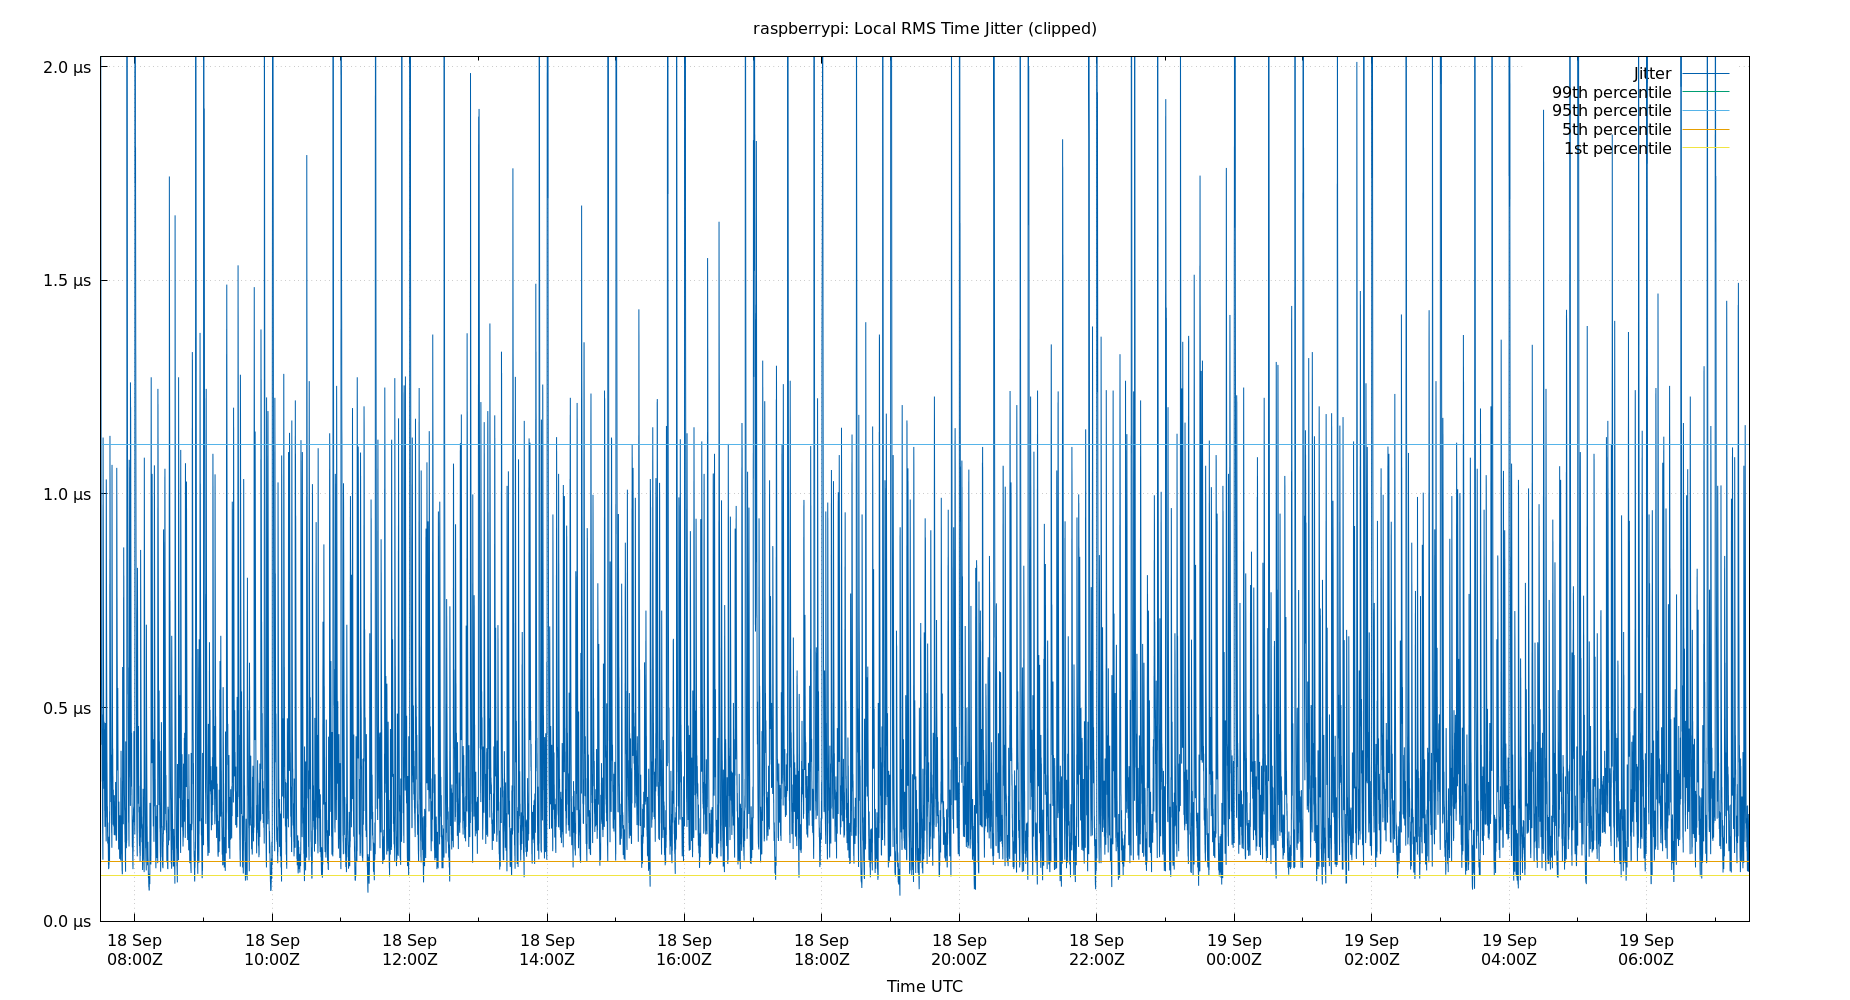 raspberrypi: Local RMS Time Jitter (clipped)
2.0 μs
1.5 μs
1.0 μs
0.5 μs
0.0 μs
Jitter
99th percentile
95th percentile
5th percentile
1st percentile
18 Sep 18 Sep 18 Sep 18 Sep 18 Sep 18 Sep 18 Sep 18 Sep 19 Sep 19 Sep 19 Sep 19 Sep
08:00Z 10:00Z 12:00Z 14:00Z 16:00Z 18:00Z 20:00Z 22:00Z 00:00Z 02:00Z 04:00Z 06:00Z
Time UTC